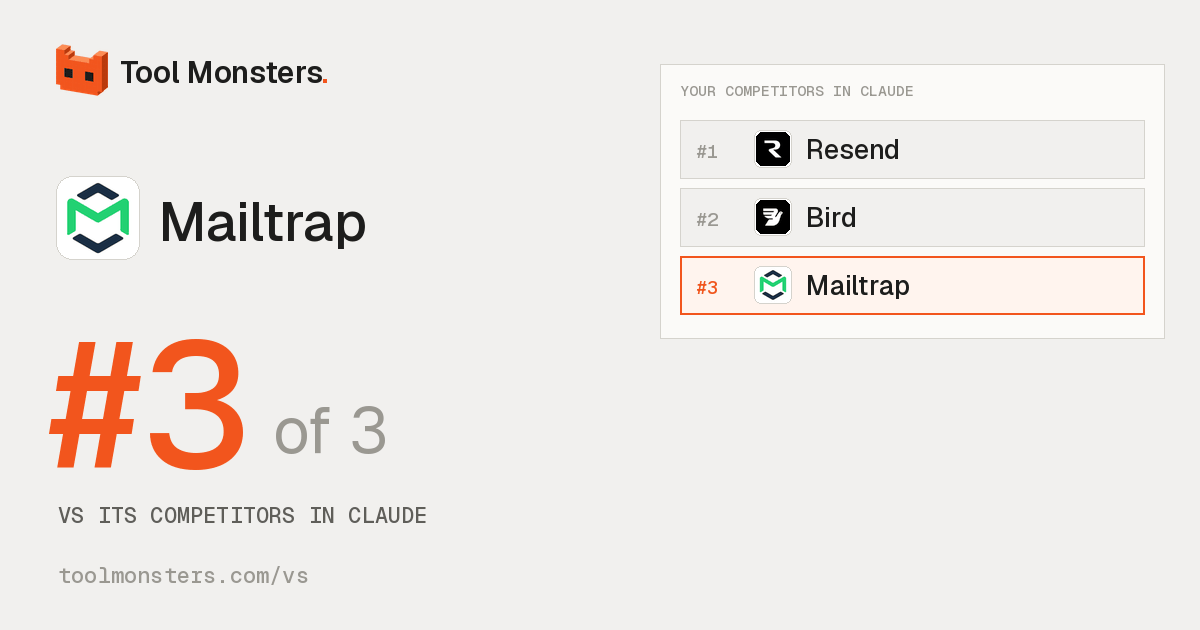 Tool Monsters.
Mailtrap
#3 of 3
VS ITS COMPETITORS IN CLAUDE
toolmonsters.com/vs
YOUR COMPETITORS IN CLAUDE
#1 Resend
#2 Bird
#3 Mailtrap